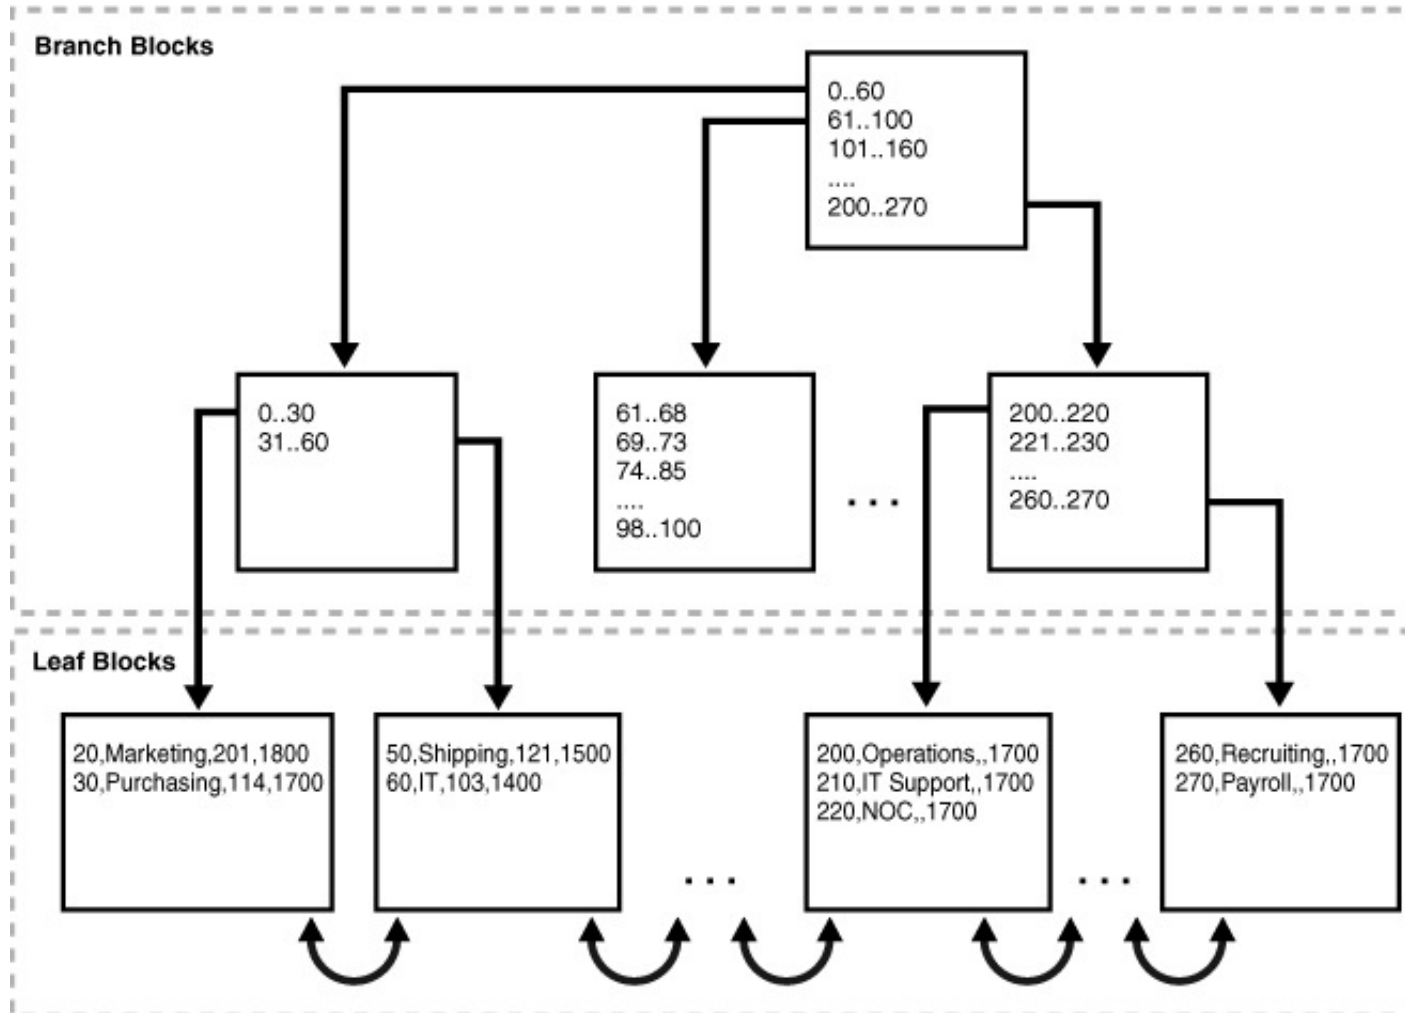 Branch Blocks
0..60
61..100
101..160
....
200..270
0..30
31..60
61..68
69..73
74..85
....
98..100
. . .
200..220
221..230
....
260..270
Leaf Blocks
20,Marketing,201,1800
30,Purchasing,114,1700
50,Shipping,121,1500
60,IT,103,1400
. . .
200,Operations,,1700
210,IT Support,,1700
220,NOC,,1700
. . .
260,Recruiting,,1700
270,Payroll,,1700